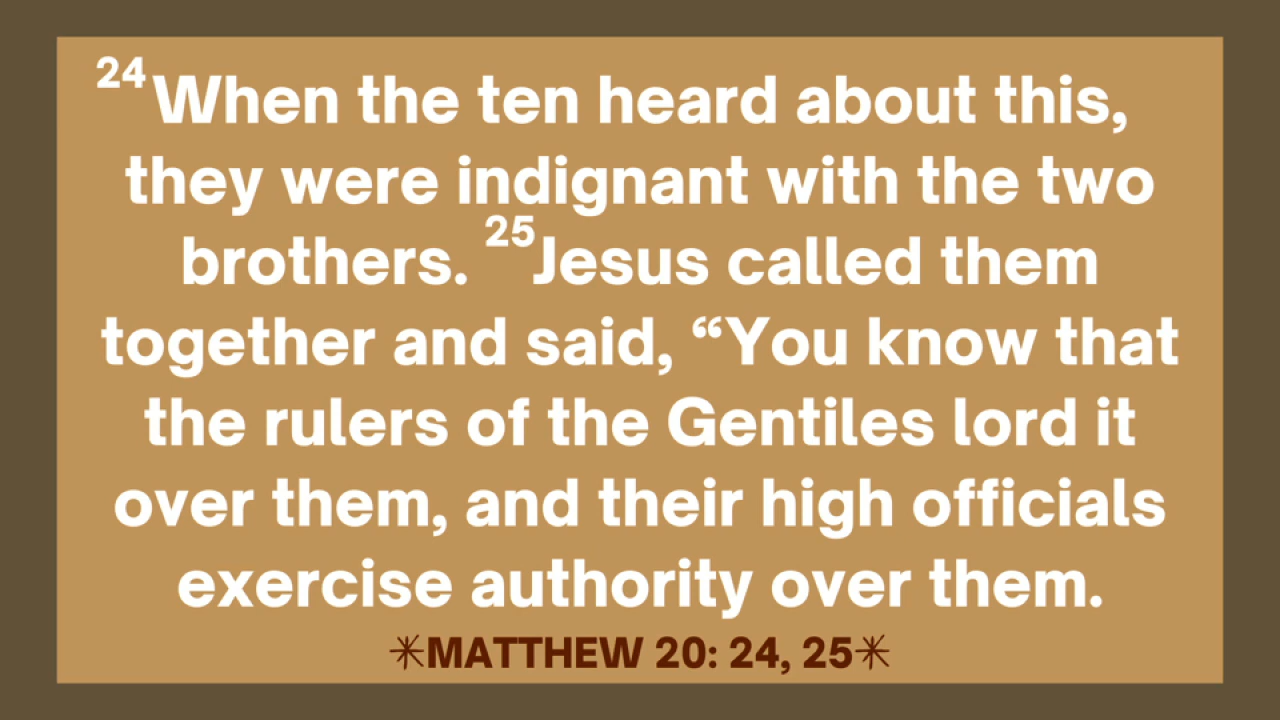 24When the ten heard about this,
they were indignant with the two
brothers. 25Jesus called them
together and said, “You know that
the rulers of the Gentiles lord it
over them, and their high officials
exercise authority over them.
✳MATTHEW 20: 24, 25✳